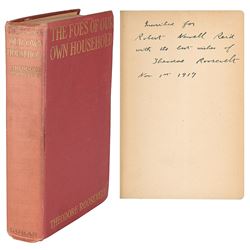 THE FOES OF OUR
OWN HOUSEHOLD
THEODORE ROOSEVELT
Inscribed for
Robert Newell Reid
with the best wishes of
Theodore Roosevelt
Nov 1st 1917